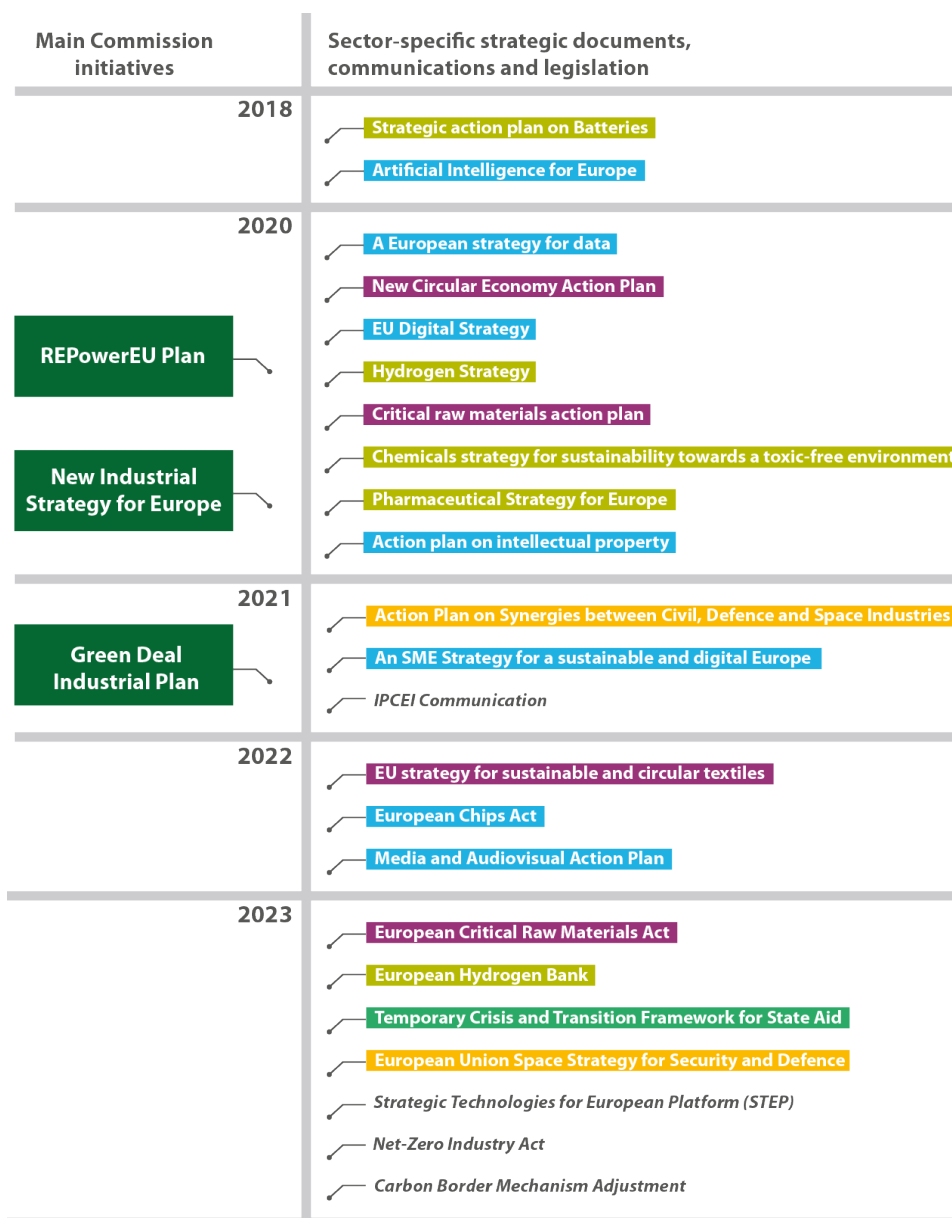 Main Commission
initiatives
Sector-specific strategic documents,
communications and legislation
2018
Strategic action plan on Batteries
Artificial Intelligence for Europe
2020
REPowerEU Plan
New Industrial
Strategy for Europe
A European strategy for data
New Circular Economy Action Plan
EU Digital Strategy
Hydrogen Strategy
Critical raw materials action plan
Chemicals strategy for sustainability towards a toxic-free environment
Pharmaceutical Strategy for Europe
Action plan on intellectual property
2021
Green Deal
Industrial Plan
Action Plan on Synergies between Civil, Defence and Space Industries
An SME Strategy for a sustainable and digital Europe
IPCEI Communication
2022
EU strategy for sustainable and circular textiles
European Chips Act
Media and Audiovisual Action Plan
2023
European Critical Raw Materials Act
European Hydrogen Bank
Temporary Crisis and Transition Framework for State Aid
European Union Space Strategy for Security and Defence
Strategic Technologies for European Platform (STEP)
Net-Zero Industry Act
Carbon Border Mechanism Adjustment